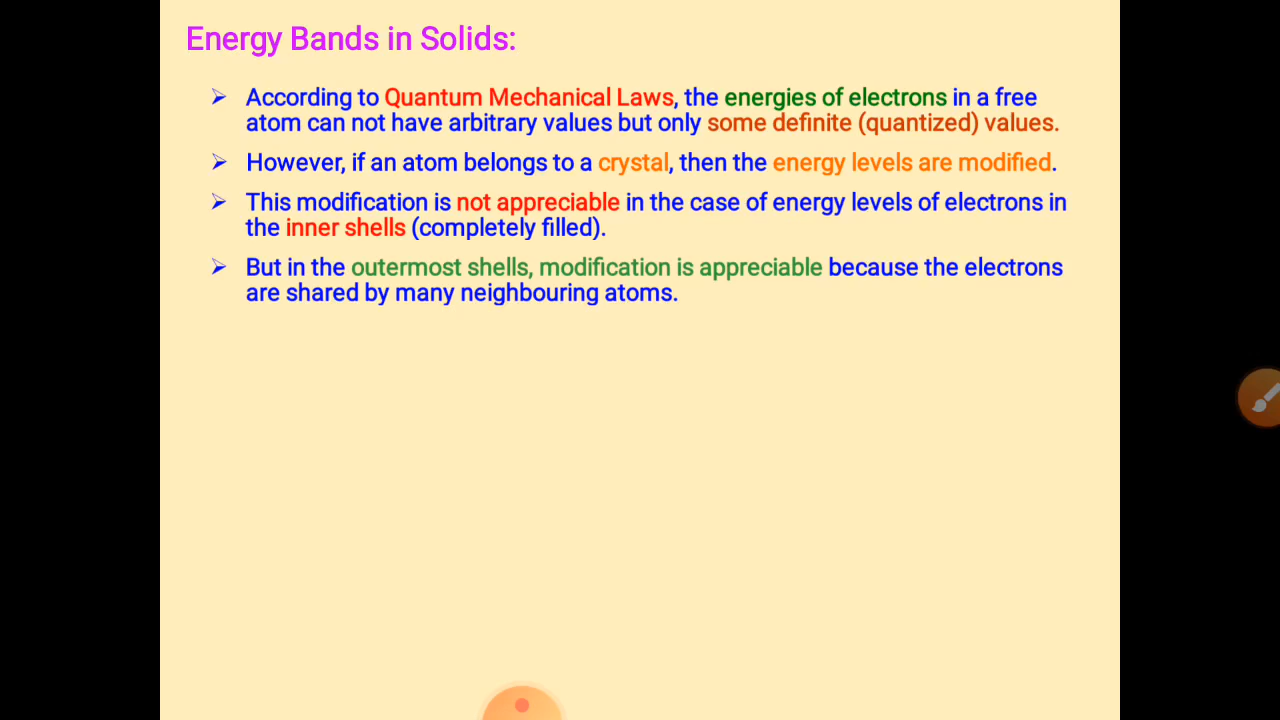 Energy Bands in Solids:
According to Quantum Mechanical Laws, the energies of electrons in a free
atom can not have arbitrary values but only some definite (quantized) values.
However, if an atom belongs to a crystal, then the energy levels are modified.
This modification is not appreciable in the case of energy levels of electrons in
the inner shells (completely filled).
But in the outermost shells, modification is appreciable because the electrons
are shared by many neighbouring atoms.